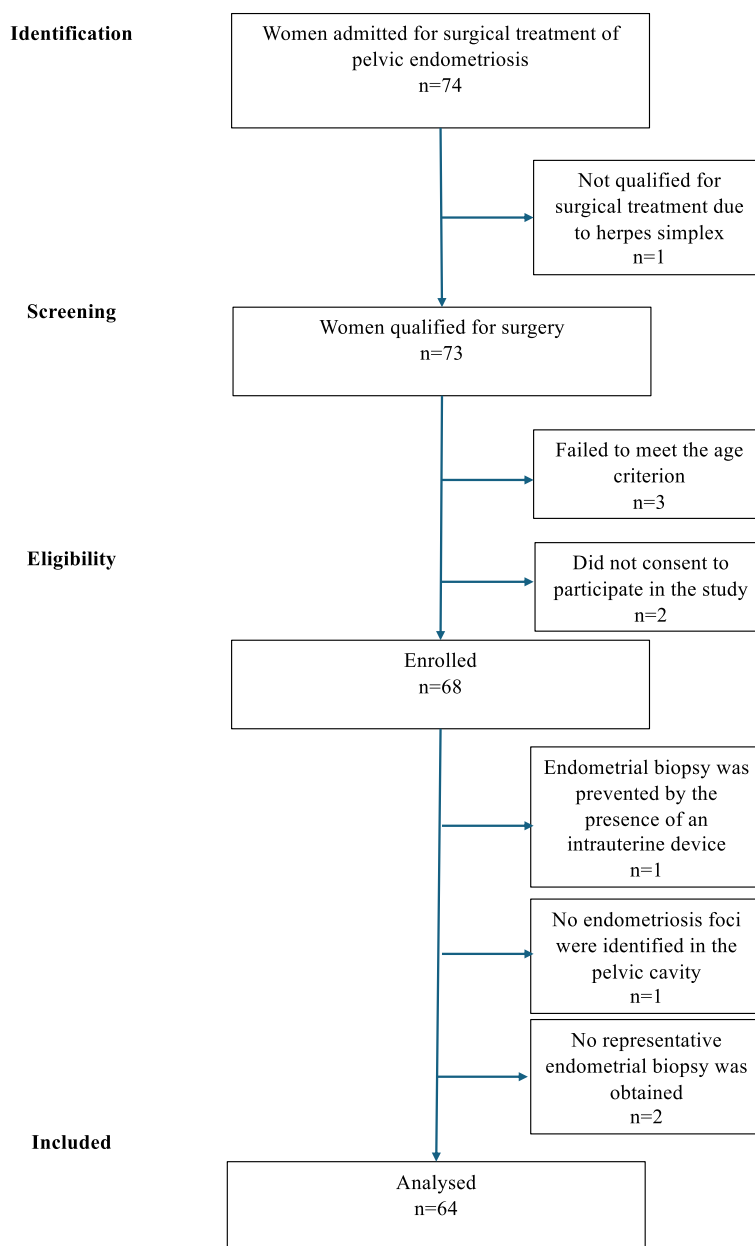 Identification
Women admitted for surgical treatment of
pelvic endometriosis
n=74
Not qualified for
surgical treatment due
to herpes simplex
n=1
Screening
Women qualified for surgery
n=73
Failed to meet the age
criterion
n=3
Eligibility
Did not consent to
participate in the study
n=2
Enrolled
n=68
Endometrial biopsy was
prevented by the
presence of an
intrauterine device
n=1
No endometriosis foci
were identified in the
pelvic cavity
n=1
No representative
endometrial biopsy was
obtained
n=2
Included
Analysed
n=64